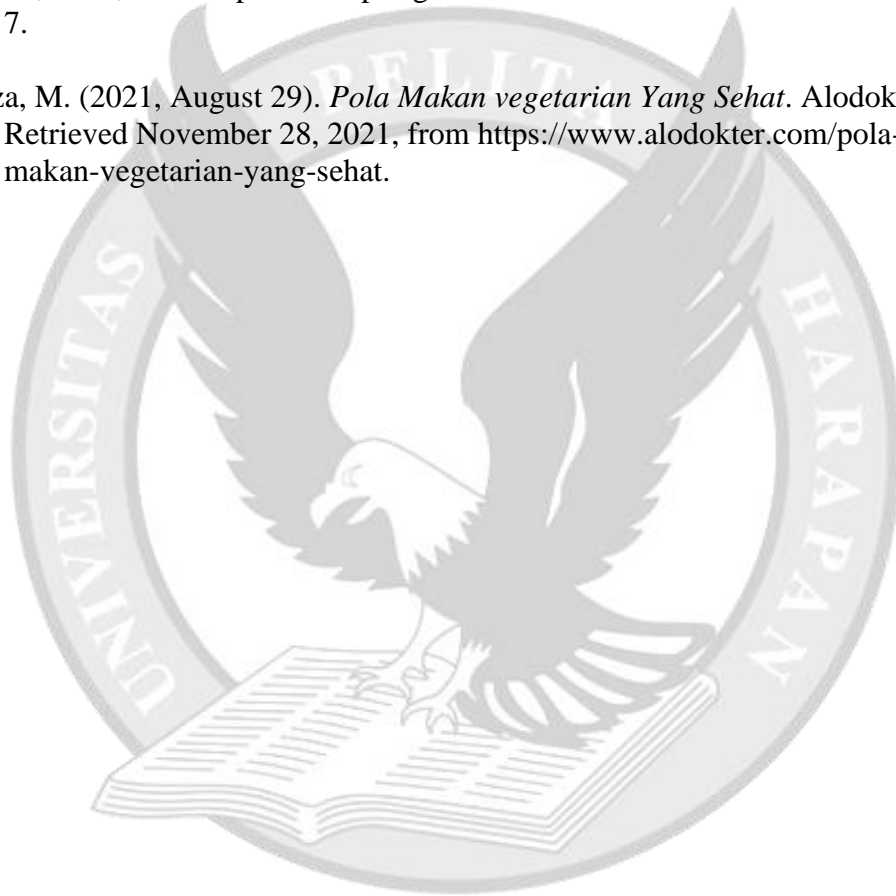 7.
za, M. (2021, August 29). Pola Makan vegetarian Yang Sehat. Alodok
Retrieved November 28, 2021, from https://www.alodokter.com/pola-
makan-vegetarian-yang-sehat.
UNIVERSITAS PELITA HARAPAN